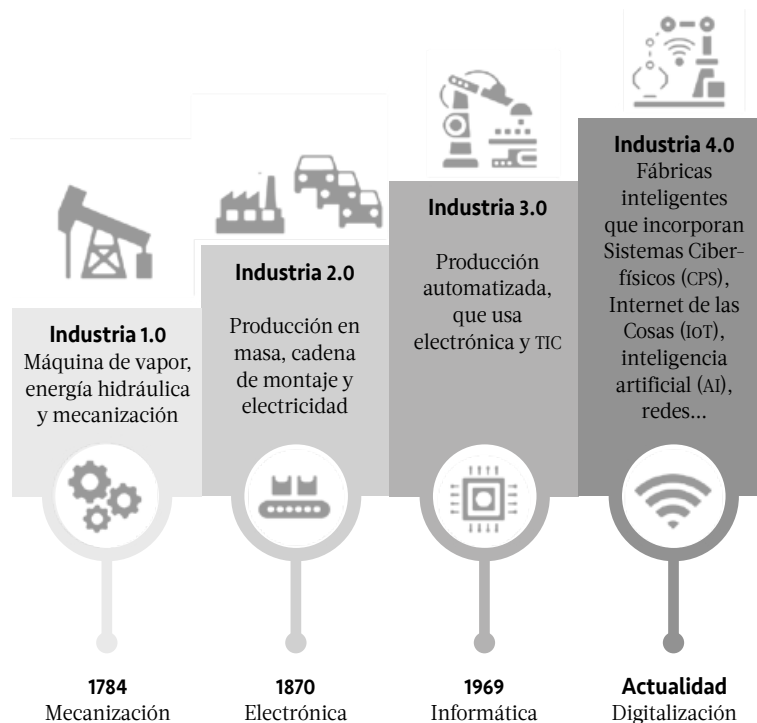 Industria 1.0
Máquina de vapor,
energía hidráulica
y mecanización
1784
Mecanización
Industria 2.0
Producción en
masa, cadena
de montaje y
electricidad
1870
Electrónica
Industria 3.0
Producción
automatizada,
que usa
electrónica y TIC
1969
Informática
Industria 4.0
Fábricas
inteligentes
que incorporan
Sistemas Ciber-
físicos (CPS),
Internet de las
Cosas (IoT),
inteligencia
artificial (AI),
redes...
Actualidad
Digitalización